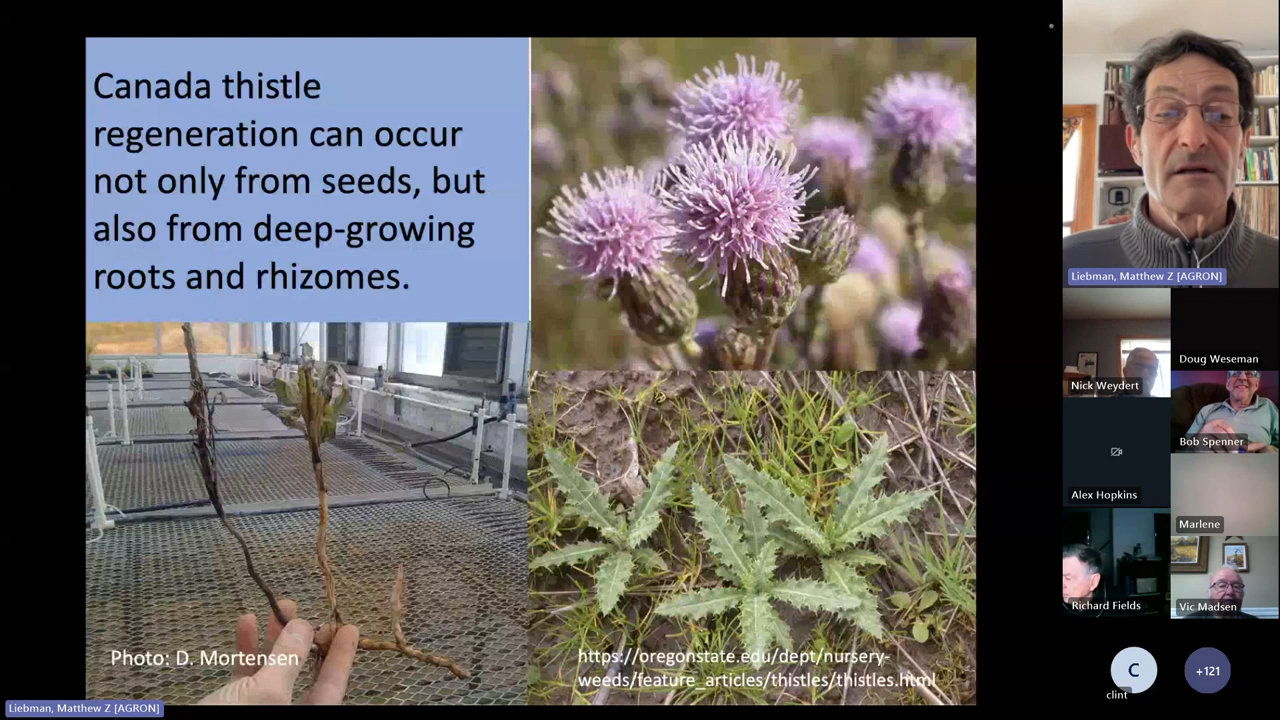 Canada thistle
regeneration can occur
not only from seeds, but
also from deep-growing
roots and rhizomes.
Photo: D. Mortensen
https://oregonstate.edu/dept/nursery-
weeds/feature_articles/thistles/thistles.html
Liebman, Matthew Z [AGRON]
Nick Weydert
Doug Weseman
Bob Spenner
Alex Hopkins
Marlene
Richard Fields
Vic Madsen
C
clint
+121
Liebman, Matthew Z [AGRON]